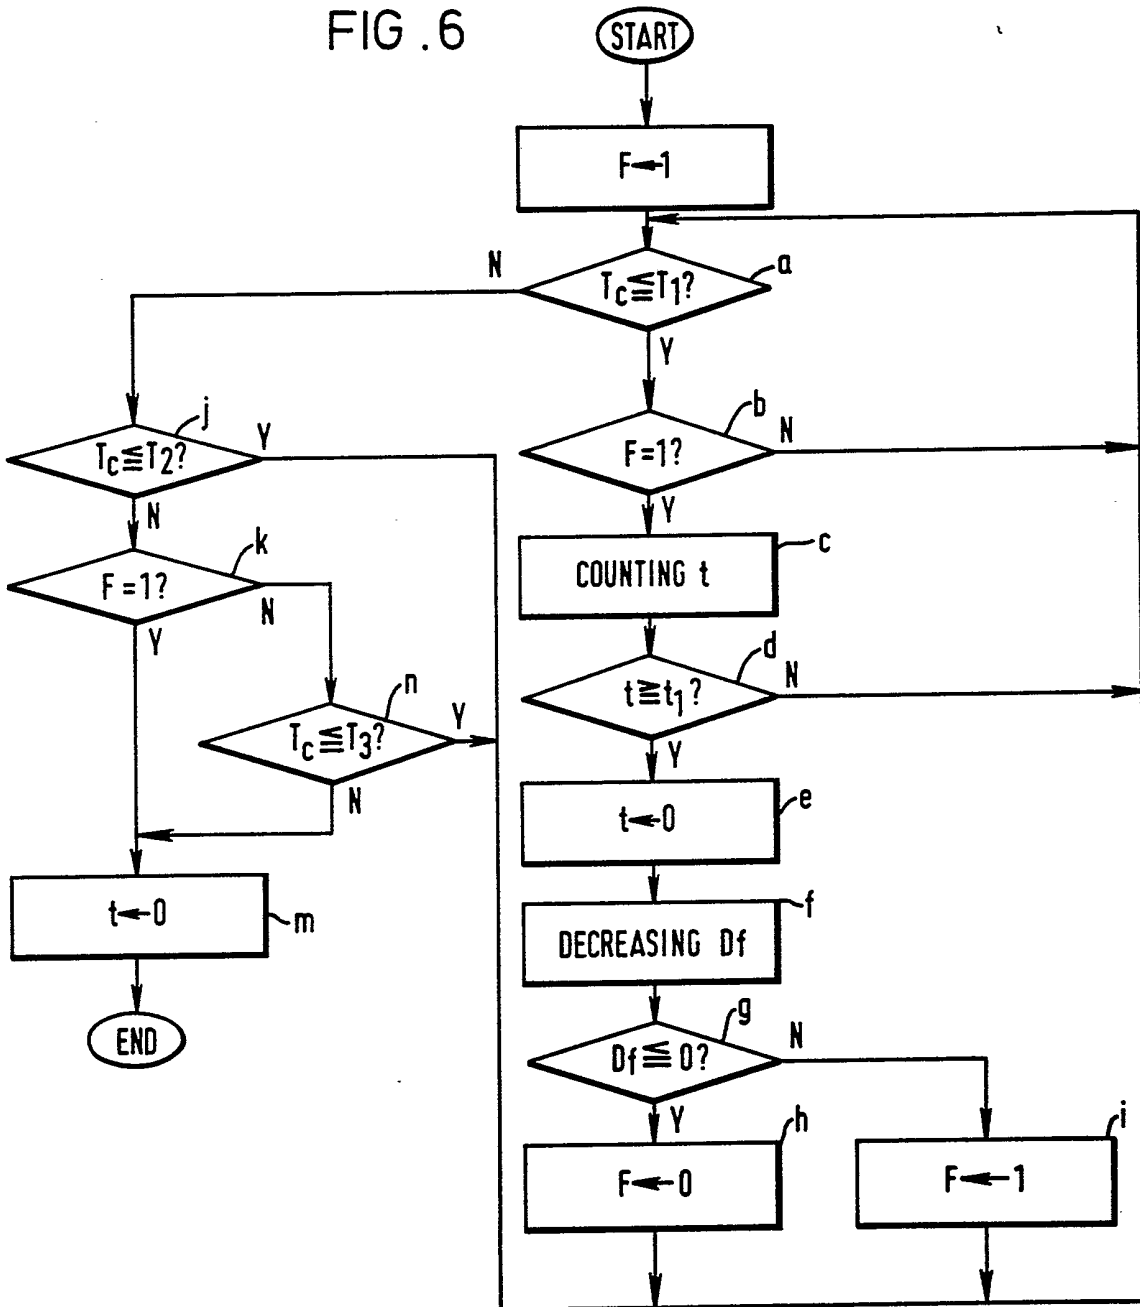 FIG.6
START
F←1
N
Tc≦T1?
a
Y
j
Y
Tc≦T2?
b
N
F=1?
N
Y
k
F=1?
N
Y
c
COUNTING t
d
N
t≧t1?
Y
n
Y
Tc≦T3?
N
e
t←0
f
DECREASING Df
t←0
m
END
g
N
Df≦0?
Y
h
i
F←0
F←1